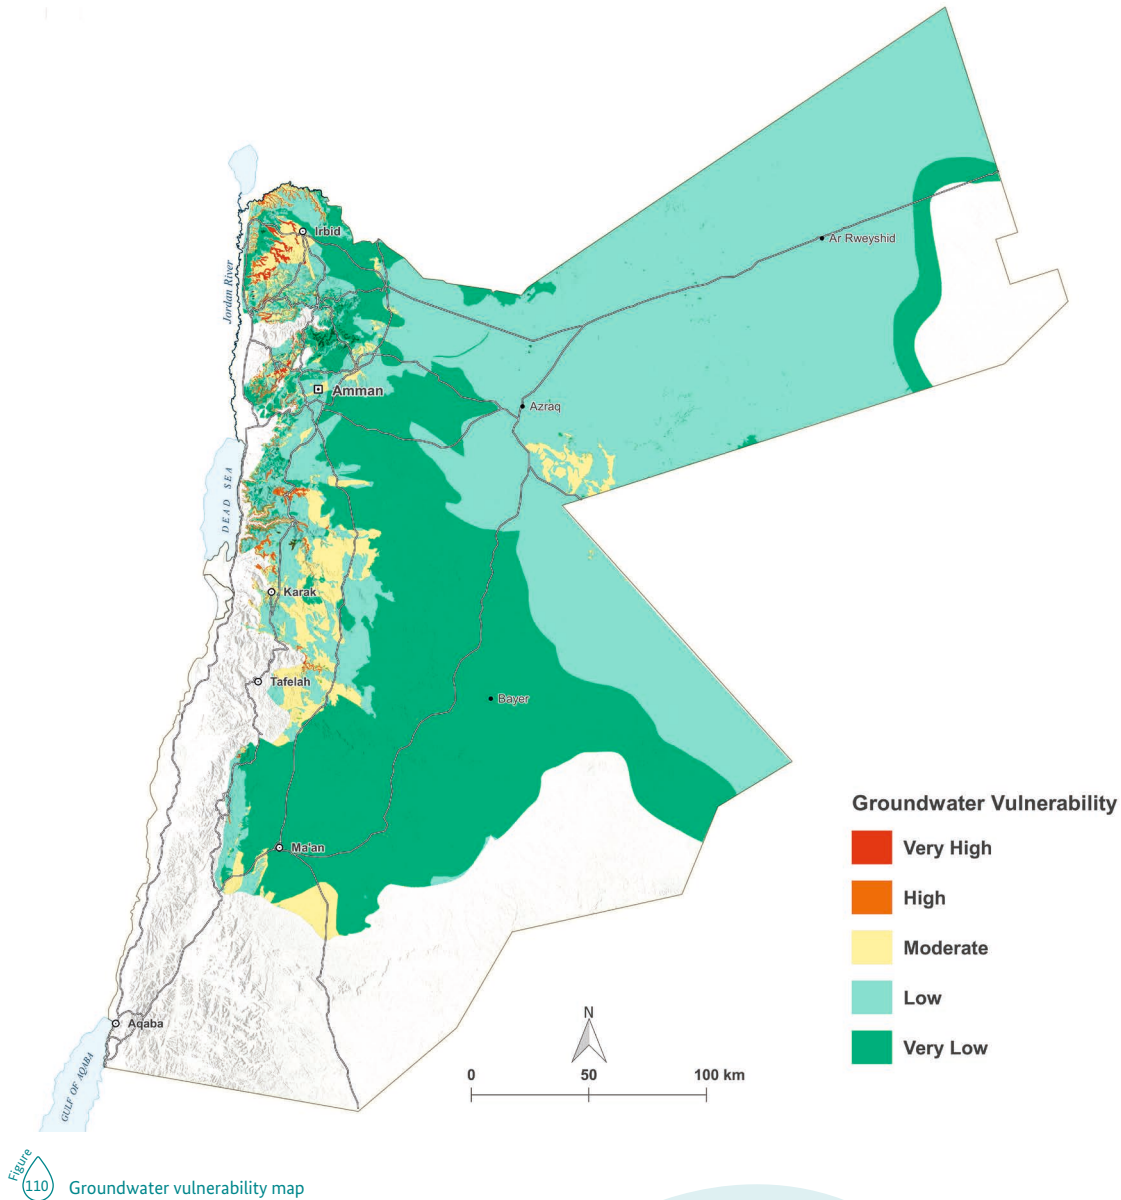 Irbid
Ar Rweyshid
Jordan River
Amman
Azraq
DEAD SEA
Karak
Tafelah
Bayer
Ma'an
Aqaba
GULF OF AQABA
Groundwater Vulnerability
Very High
High
Moderate
Low
Very Low
N
0 50 100 km
Figure
110 Groundwater vulnerability map